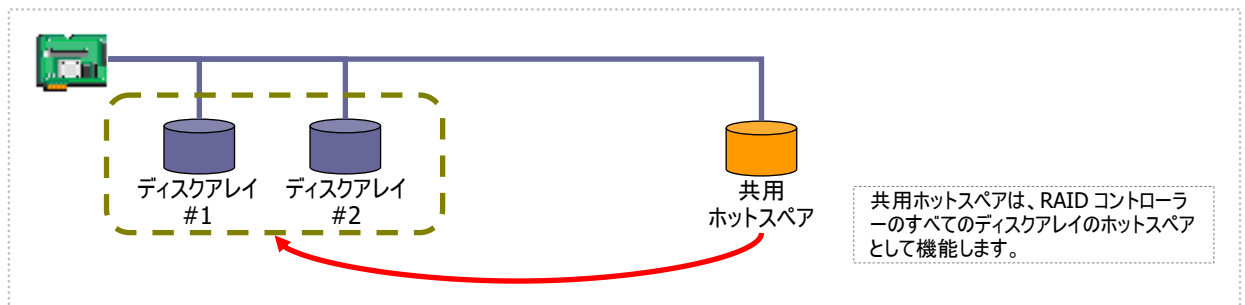 ディスクアレイ
#1
ディスクアレイ
#2
共用
ホットスペア
共用ホットスペアは、RAID コントローラ
ーのすべてのディスクアレイのホットスペア
として機能します。